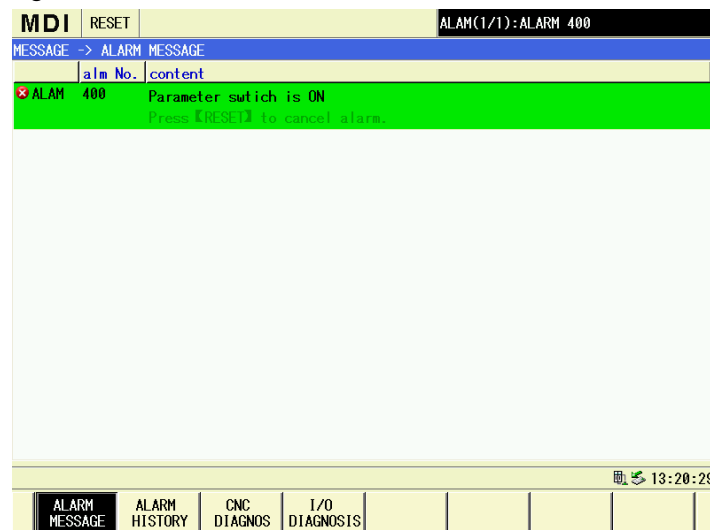 MDI RESET ALAM(1/1):ALARM 400
MESSAGE -> ALARM MESSAGE
alm No. content
ALAM 400 Parameter swtich is ON
Press【RESET】to cancel alarm.
13:20:29
ALARM MESSAGE ALARM HISTORY CNC DIAGNOS I/O DIAGNOSIS